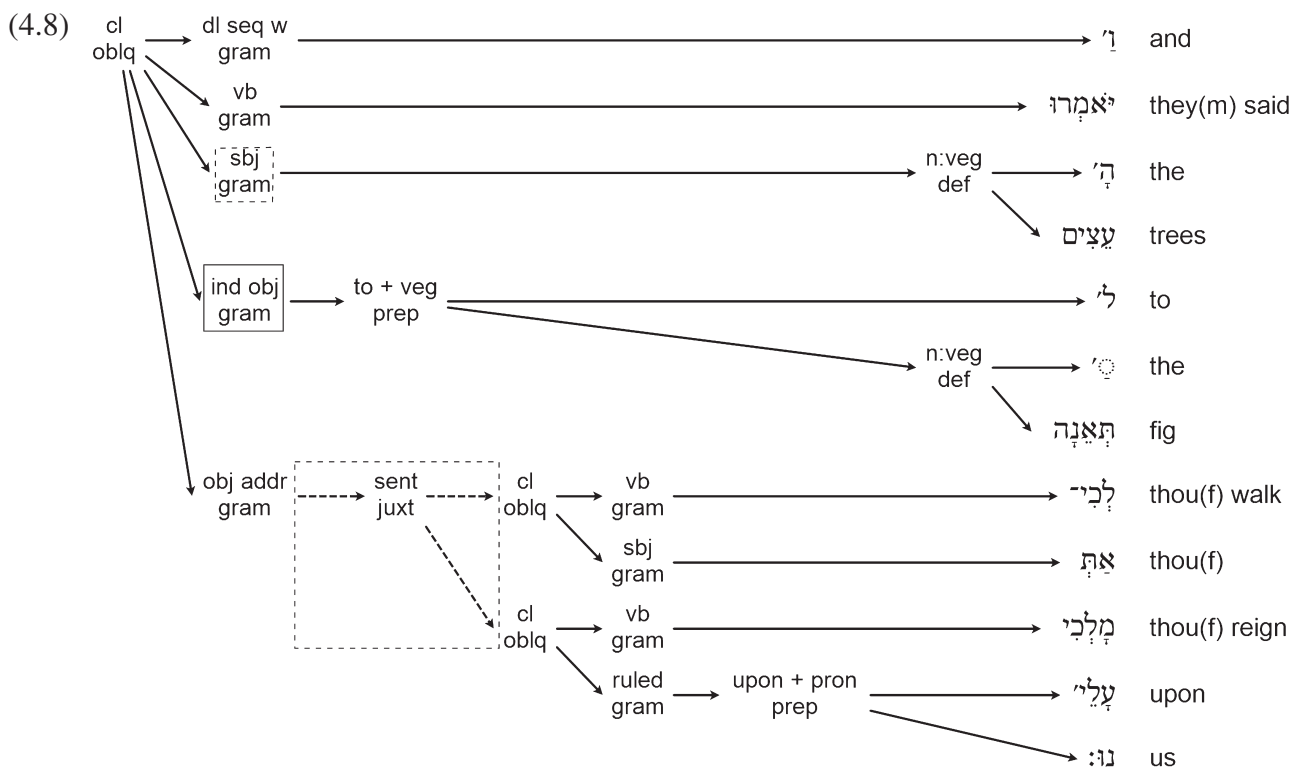 (4.8) cl dl seq w וַ׳ and
oblq gram
vb יֹּאמְרוּ they(m) said
gram
sbj n:veg הָ׳ the
gram def
עֵצִים trees
ind obj to + veg ל׳ to
gram prep
n:veg ַ׳ the
def
תְּאֵנָה fig
obj addr sent cl vb לְכִי־ thou(f) walk
gram juxt oblq gram
sbj אַתְּ thou(f)
gram
cl vb מָלְכִי thou(f) reign
oblq gram
ruled upon + pron עָלֵי׳ upon
gram prep
נוּ׃ us